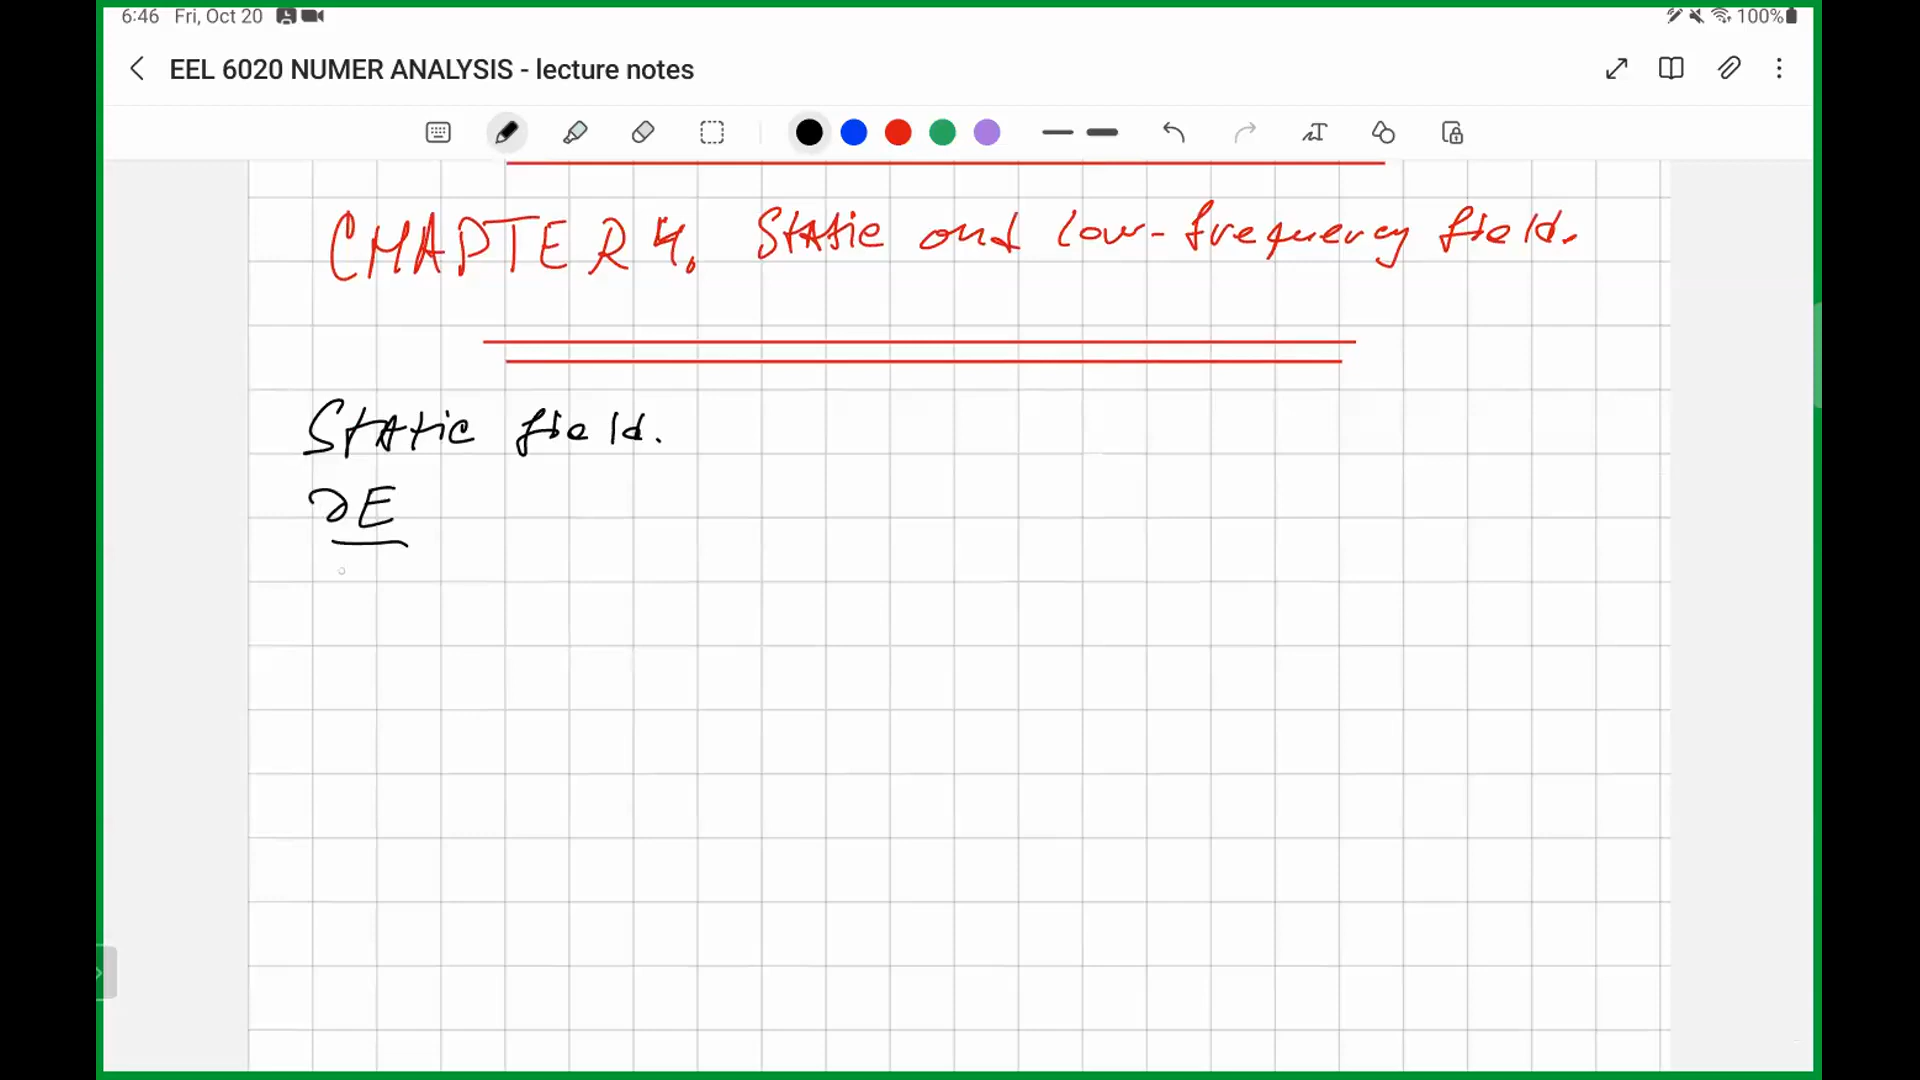 6:46 Fri, Oct 20 100%
EEL 6020 NUMER ANALYSIS - lecture notes
CHAPTER 4. Static and low-frequency field.
Static field.
∂E